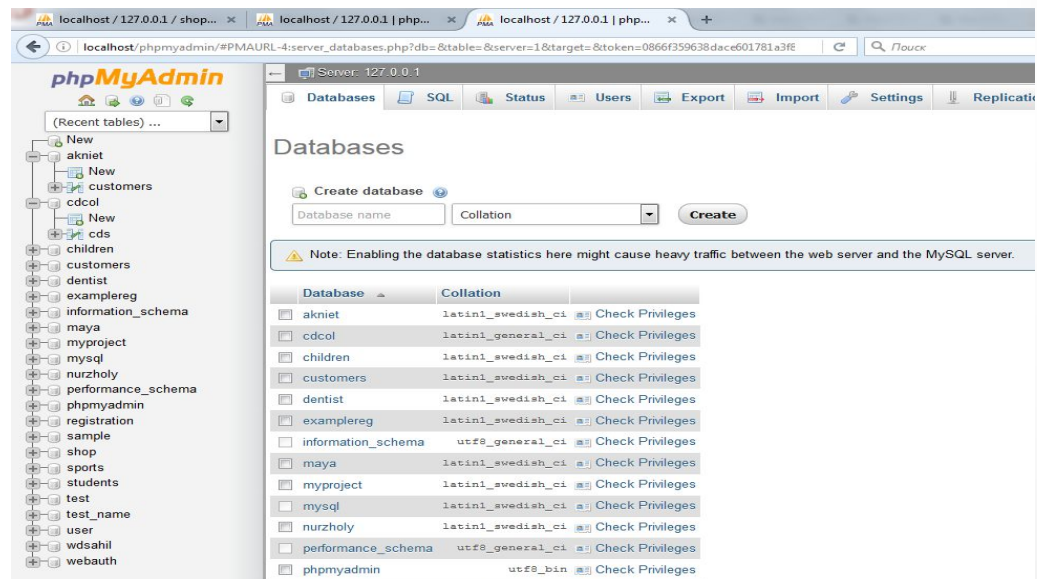 localhost / 127.0.0.1 / shop... × localhost / 127.0.0.1 | php... × localhost / 127.0.0.1 | php... × +
localhost/phpmyadmin/#PMAURL-4:server_databases.php?db=&table=&server=1&target=&token=0866f359638dace601781a3f8 Поиск
phpMyAdmin
(Recent tables) ...
New
akniet
New
customers
cdcol
New
cds
children
customers
dentist
examplereg
information_schema
maya
myproject
mysql
nurzholy
performance_schema
phpmyadmin
registration
sample
shop
sports
students
test
test_name
user
wdsahil
webauth
Server: 127.0.0.1
Databases SQL Status Users Export Import Settings Replicatio
Databases
Create database
Database name Collation Create
Note: Enabling the database statistics here might cause heavy traffic between the web server and the MySQL server.
Database Collation
akniet latin1_swedish_ci Check Privileges
cdcol latin1_general_ci Check Privileges
children latin1_swedish_ci Check Privileges
customers latin1_swedish_ci Check Privileges
dentist latin1_swedish_ci Check Privileges
examplereg latin1_swedish_ci Check Privileges
information_schema utf8_general_ci Check Privileges
maya latin1_swedish_ci Check Privileges
myproject latin1_swedish_ci Check Privileges
mysql latin1_swedish_ci Check Privileges
nurzholy latin1_swedish_ci Check Privileges
performance_schema utf8_general_ci Check Privileges
phpmyadmin utf8_bin Check Privileges